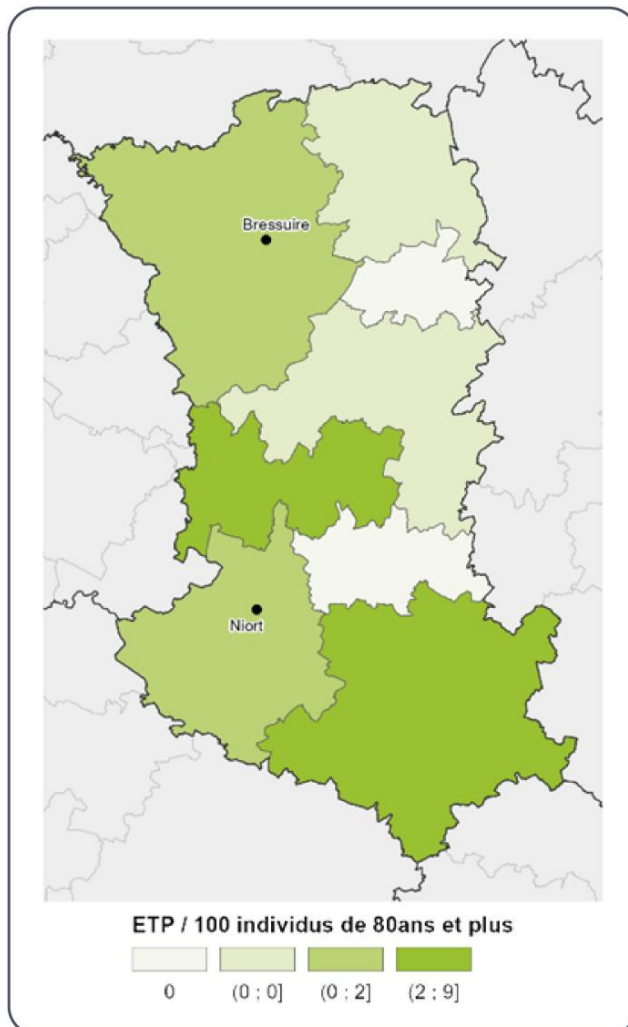 Bressuire
Niort
ETP / 100 individus de 80ans et plus
0 (0 ; 0] (0 ; 2] (2 ; 9]